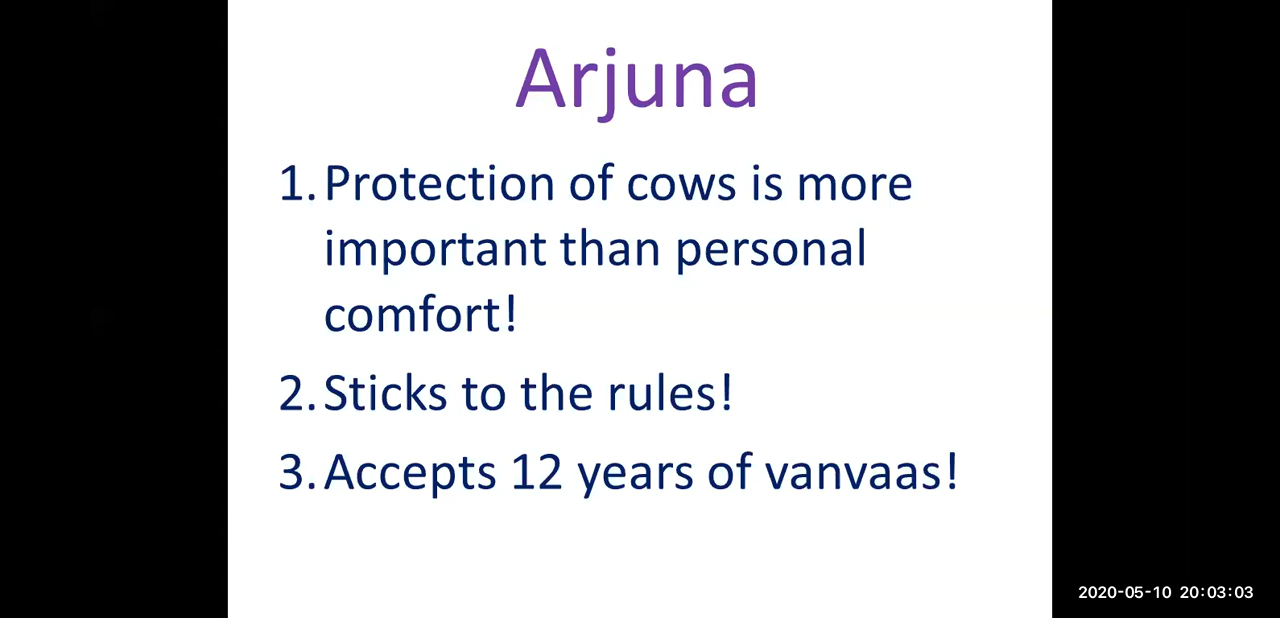 Arjuna
1. Protection of cows is more
important than personal
comfort!
2. Sticks to the rules!
3. Accepts 12 years of vanvaas!
2020-05-10 20:03:03